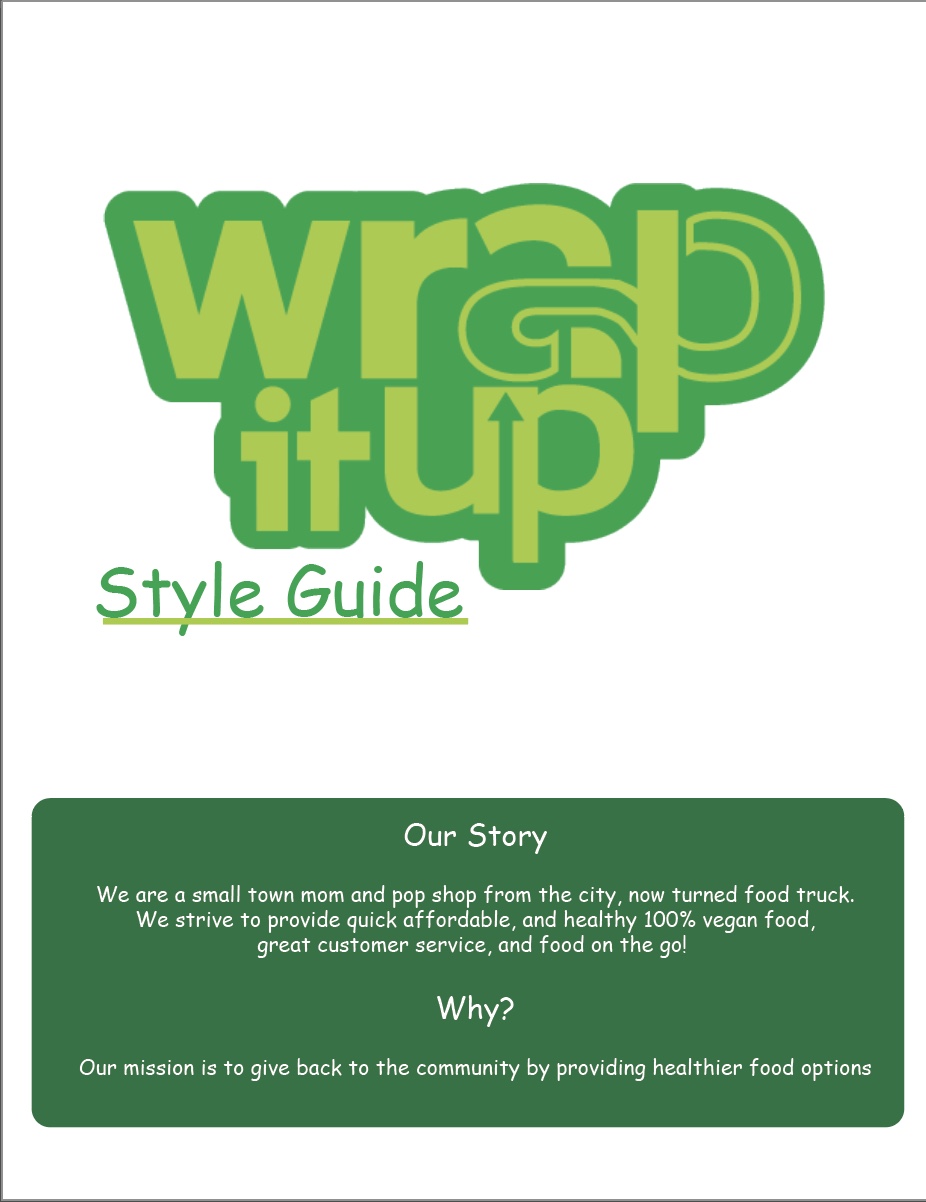 wrap
it up
Style Guide
Our Story
We are a small town mom and pop shop from the city, now turned food truck.
We strive to provide quick affordable, and healthy 100% vegan food,
great customer service, and food on the go!
Why?
Our mission is to give back to the community by providing healthier food options